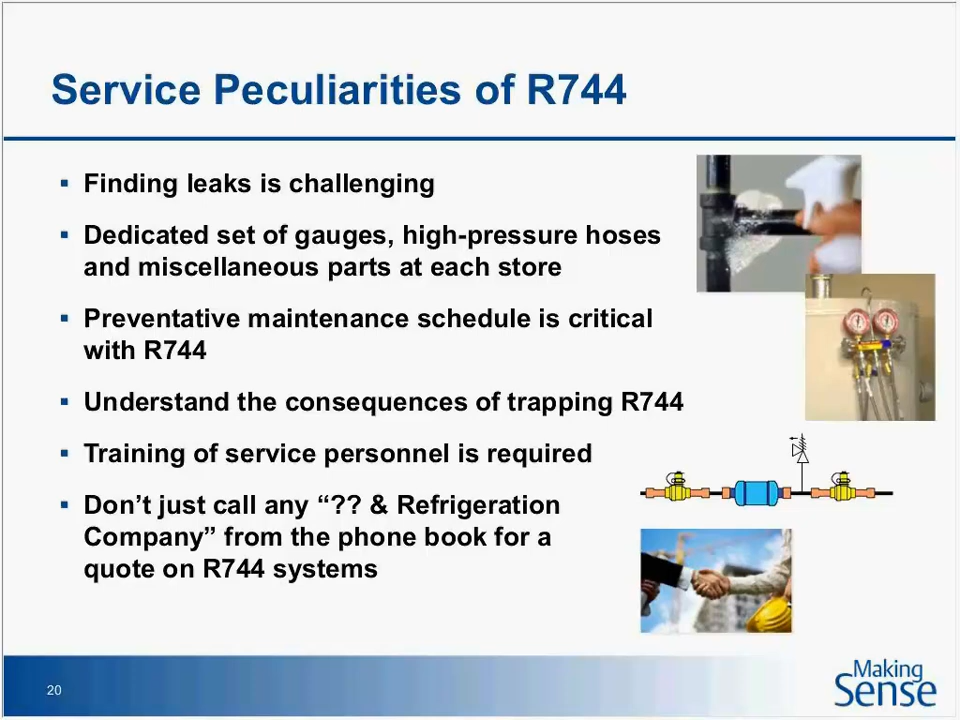 Service Peculiarities of R744
▪ Finding leaks is challenging
▪ Dedicated set of gauges, high-pressure hoses
and miscellaneous parts at each store
▪ Preventative maintenance schedule is critical
with R744
▪ Understand the consequences of trapping R744
▪ Training of service personnel is required
▪ Don’t just call any “?? & Refrigeration
Company” from the phone book for a
quote on R744 systems
20
Making
Sense